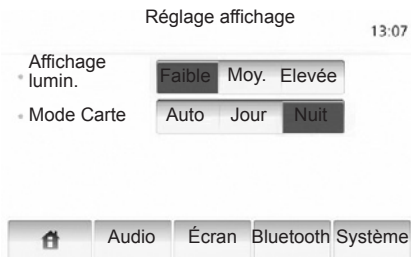 Réglage affichage
13:07
Affichage lumin.
Faible Moy. Elevée
Mode Carte
Auto Jour Nuit
Audio Écran Bluetooth Système